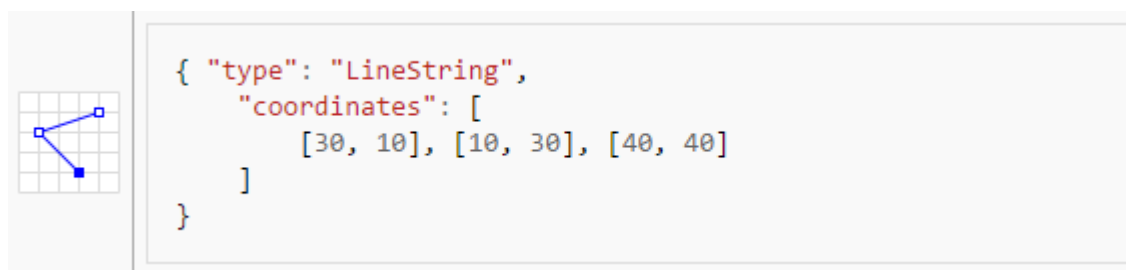 { "type": "LineString",
    "coordinates": [
        [30, 10], [10, 30], [40, 40]
    ]
}